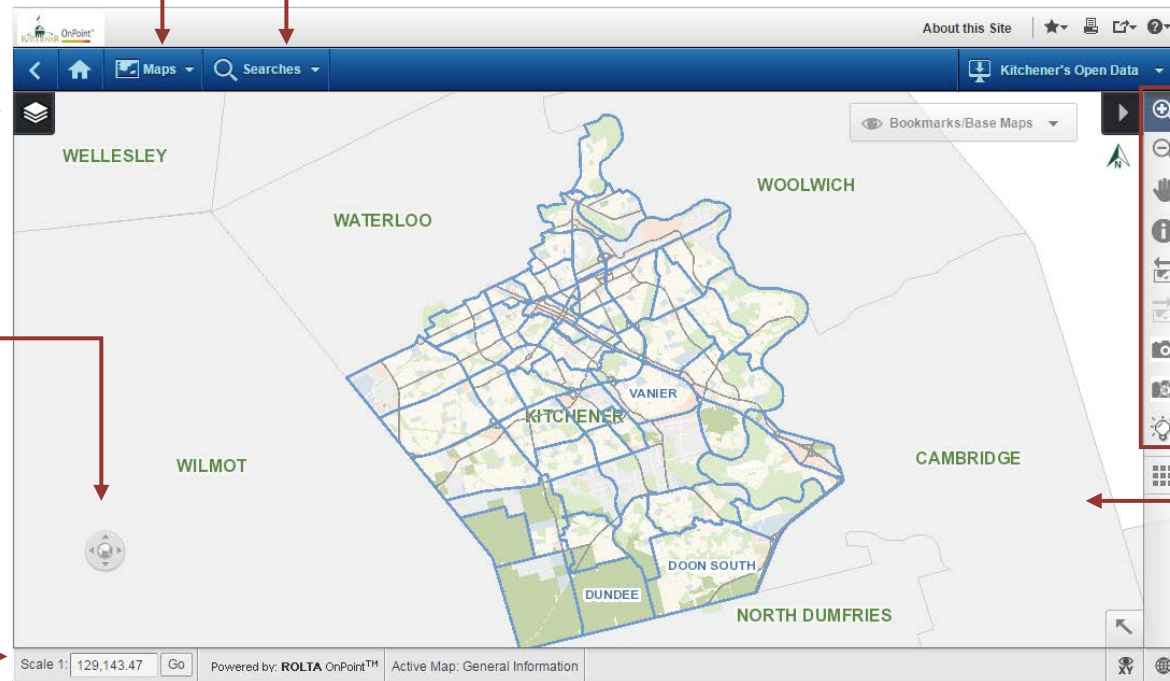 KITCHENER OnPoint
About this Site
Maps
Searches
Kitchener's Open Data
Bookmarks/Base Maps
N
WELLESLEY
WOOLWICH
WATERLOO
VANIER
KITCHENER
WILMOT
CAMBRIDGE
DOON SOUTH
DUNDEE
NORTH DUMFRIES
Scale 1: 129,143.47 Go
Powered by: ROLTA OnPoint™
Active Map: General Information
XY